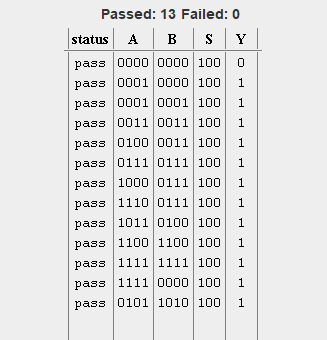 Passed: 13 Failed: 0
status A B S Y
pass 0000 0000 100 0
pass 0001 0000 100 1
pass 0001 0001 100 1
pass 0011 0011 100 1
pass 0100 0011 100 1
pass 0111 0111 100 1
pass 1000 0111 100 1
pass 1110 0111 100 1
pass 1011 0100 100 1
pass 1100 1100 100 1
pass 1111 1111 100 1
pass 1111 0000 100 1
pass 0101 1010 100 1